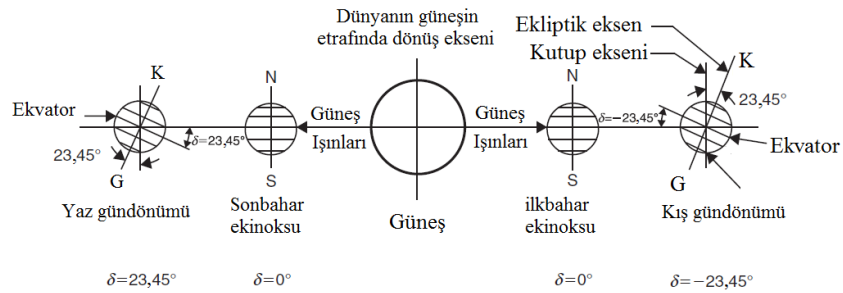 Dünyanın güneşin
etrafında dönüş ekseni
Ekliptik eksen
Kutup ekseni
K
K
N
N
23,45°
Ekvator
Güneş
Işınları
Güneş
Işınları
δ=−23,45°
δ=23,45°
23,45°
Ekvator
G
S
S
G
Yaz gündönümü
Sonbahar
ekinoksu
Güneş
ilkbahar
ekinoksu
Kış gündönümü
δ=23,45°
δ=0°
δ=0°
δ=−23,45°